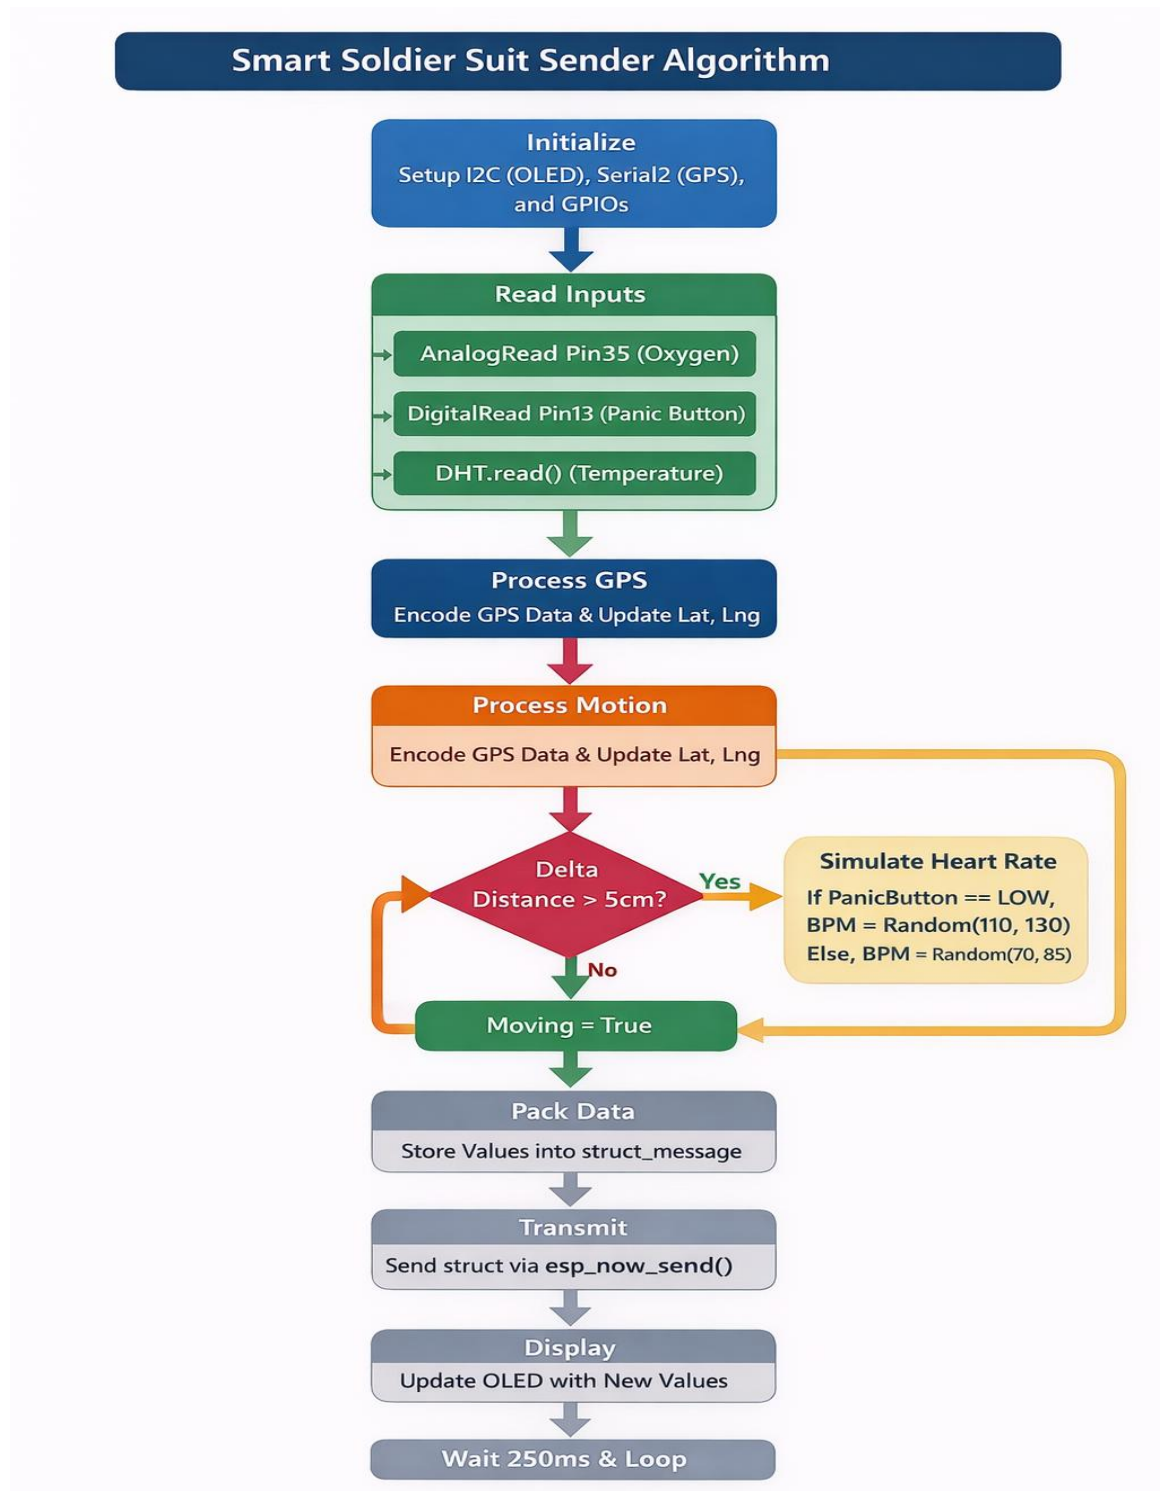 Smart Soldier Suit Sender Algorithm
Initialize
Setup I2C (OLED), Serial2 (GPS),
and GPIOs
Read Inputs
AnalogRead Pin35 (Oxygen)
DigitalRead Pin13 (Panic Button)
DHT.read() (Temperature)
Process GPS
Encode GPS Data & Update Lat, Lng
Process Motion
Encode GPS Data & Update Lat, Lng
Delta
Distance > 5cm?
Yes
No
Simulate Heart Rate
If PanicButton == LOW,
BPM = Random(110, 130)
Else, BPM = Random(70, 85)
Moving = True
Pack Data
Store Values into struct_message
Transmit
Send struct via esp_now_send()
Display
Update OLED with New Values
Wait 250ms & Loop